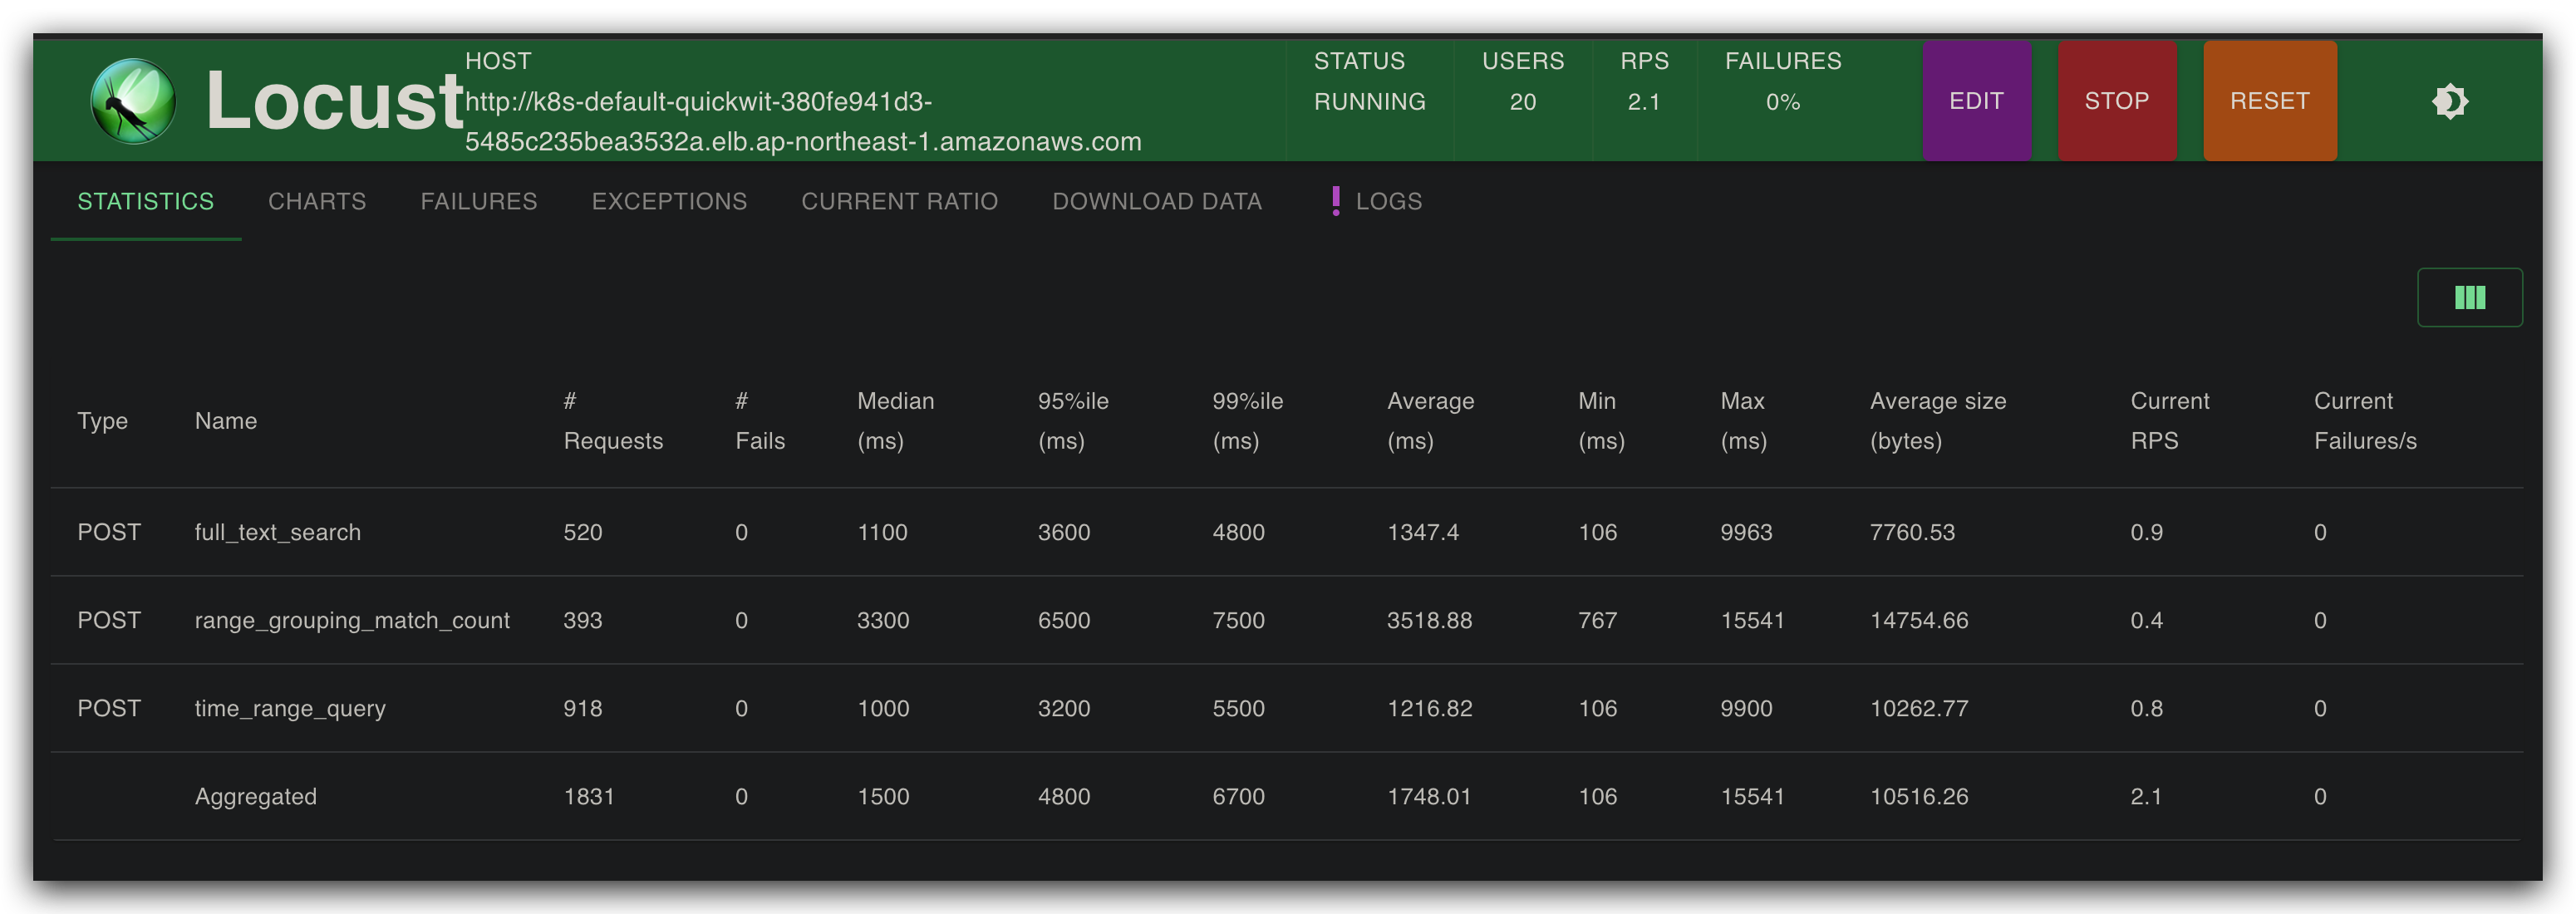 Locust
HOST
http://k8s-default-quickwit-380fe941d3-
5485c235bea3532a.elb.ap-northeast-1.amazonaws.com
STATUS
RUNNING
USERS
20
RPS
2.1
FAILURES
0%
EDIT
STOP
RESET
STATISTICS CHARTS FAILURES EXCEPTIONS CURRENT RATIO DOWNLOAD DATA ! LOGS
Type Name # Requests # Fails Median (ms) 95%ile (ms) 99%ile (ms) Average (ms) Min (ms) Max (ms) Average size (bytes) Current RPS Current Failures/s
POST full_text_search 520 0 1100 3600 4800 1347.4 106 9963 7760.53 0.9 0
POST range_grouping_match_count 393 0 3300 6500 7500 3518.88 767 15541 14754.66 0.4 0
POST time_range_query 918 0 1000 3200 5500 1216.82 106 9900 10262.77 0.8 0
Aggregated 1831 0 1500 4800 6700 1748.01 106 15541 10516.26 2.1 0